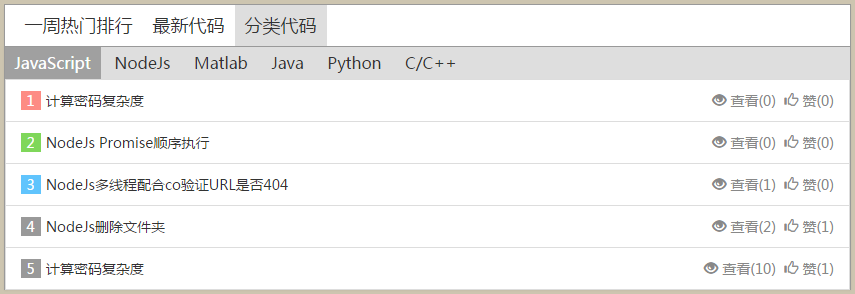 一周热门排行 最新代码 分类代码
JavaScript NodeJs Matlab Java Python C/C++
1 计算密码复杂度 查看(0) 赞(0)
2 NodeJs Promise顺序执行 查看(0) 赞(0)
3 NodeJs多线程配合co验证URL是否404 查看(1) 赞(0)
4 NodeJs删除文件夹 查看(2) 赞(1)
5 计算密码复杂度 查看(10) 赞(1)